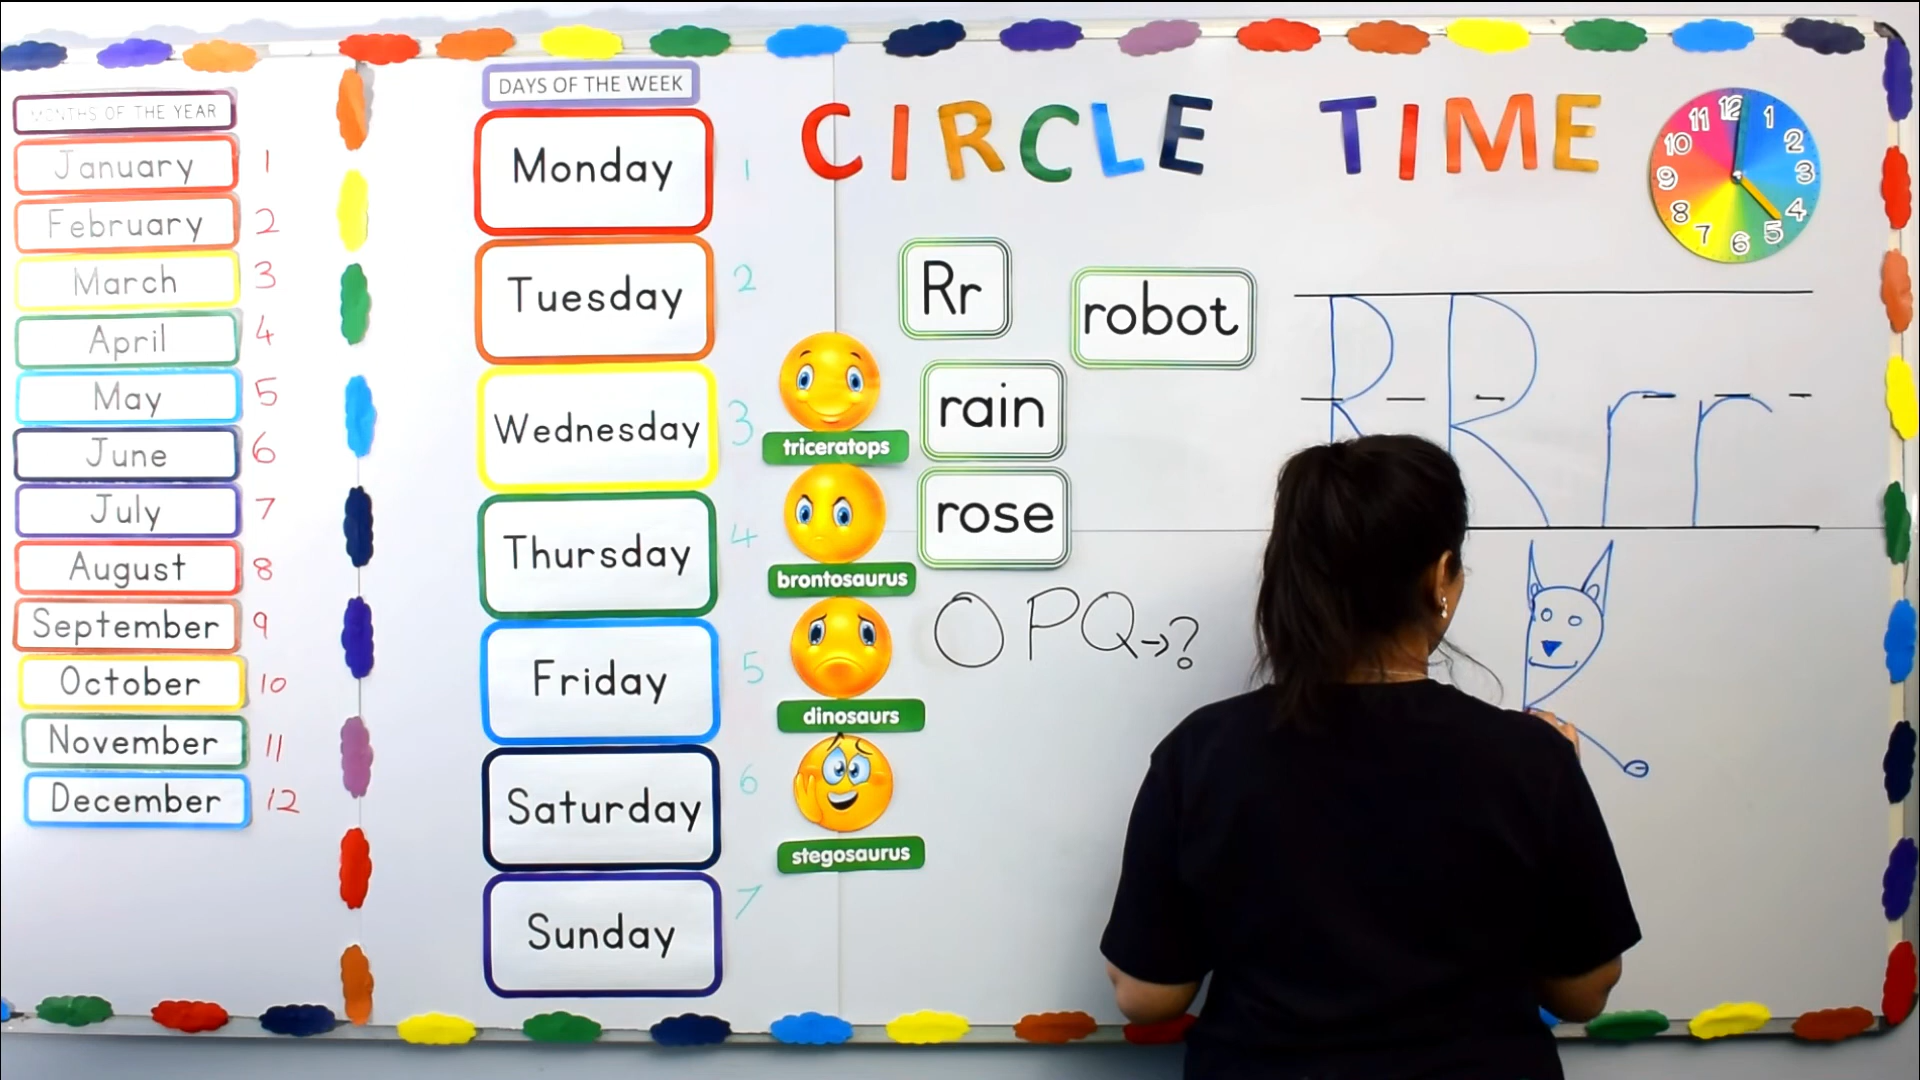 MONTHS OF THE YEAR
January 1
February 2
March 3
April 4
May 5
June 6
July 7
August 8
September 9
October 10
November 11
December 12
DAYS OF THE WEEK
Monday 1
Tuesday 2
Wednesday 3
Thursday 4
Friday 5
Saturday 6
Sunday 7
CIRCLE TIME
12
1
2
3
4
5
6
7
8
9
10
11
Rr
robot
rain
rose
triceratops
brontosaurus
dinosaurs
stegosaurus
O P Q→?
R R r r